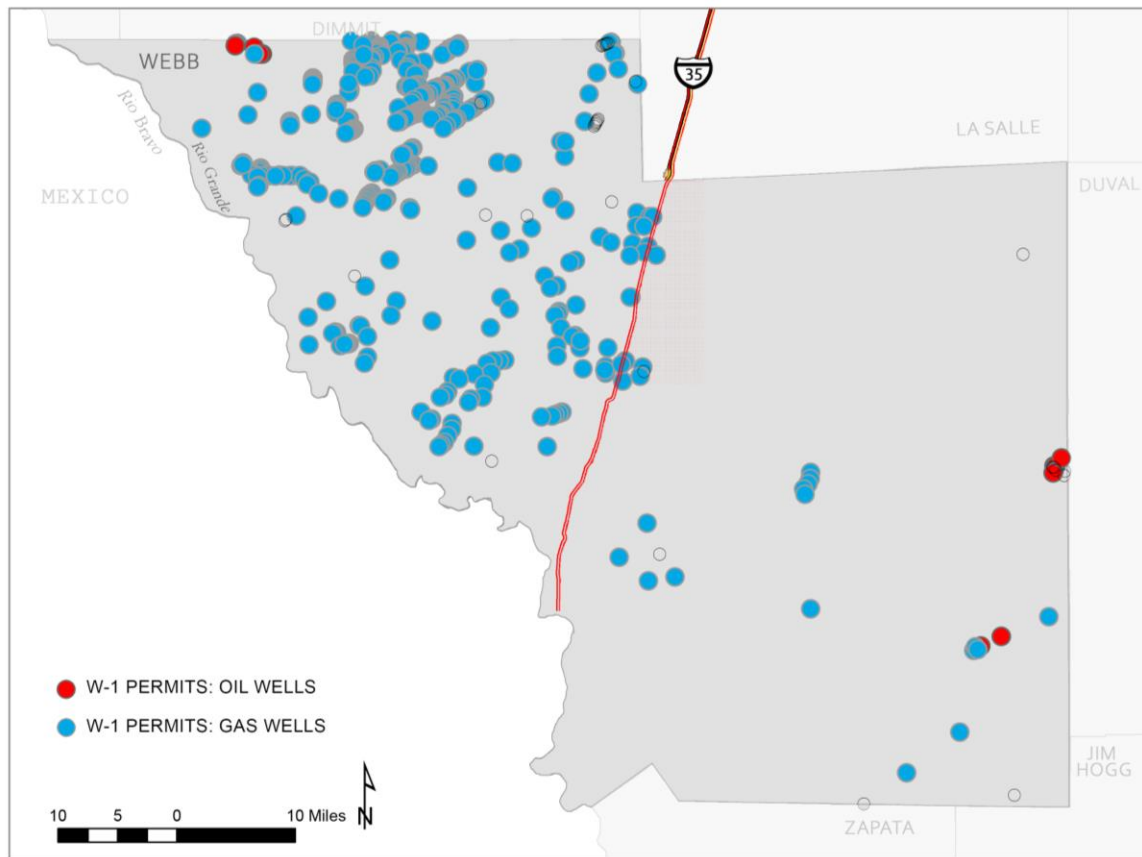 DIMMIT
WEBB
35
Rio Bravo
Rio Grande
LA SALLE
MEXICO
DUVAL
W-1 PERMITS: OIL WELLS
W-1 PERMITS: GAS WELLS
JIM
HOGG
N
10 5 0 10 Miles
ZAPATA